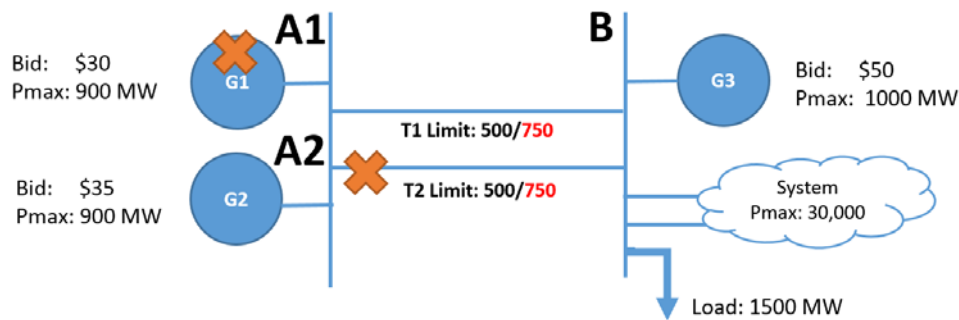 A1
Bid: $30
Pmax: 900 MW
G1
B
G3
Bid: $50
Pmax: 1000 MW
T1 Limit: 500/750
A2
Bid: $35
Pmax: 900 MW
G2
T2 Limit: 500/750
System
Pmax: 30,000
Load: 1500 MW